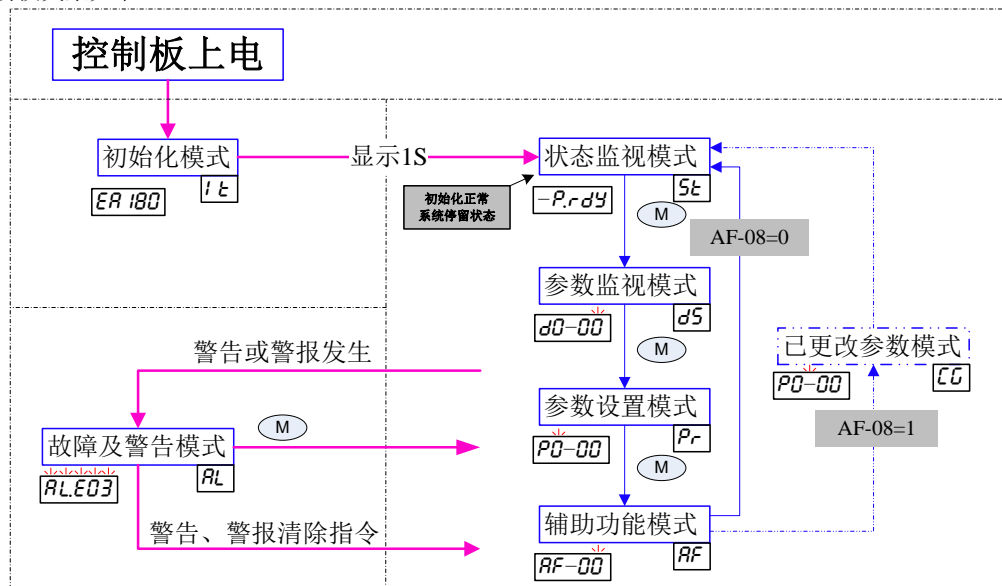 控制板上电
初始化模式
It
EA180
显示1S
状态监视模式
St
-P.rdy
初始化正常
系统停留状态
M
AF-08=0
参数监视模式
dS
d0-00
M
已更改参数模式
CG
P0-00
AF-08=1
参数设置模式
Pr
P0-00
M
辅助功能模式
AF
AF-00
警告或警报发生
故障及警告模式
AL
AL.E03
M
警告、警报清除指令